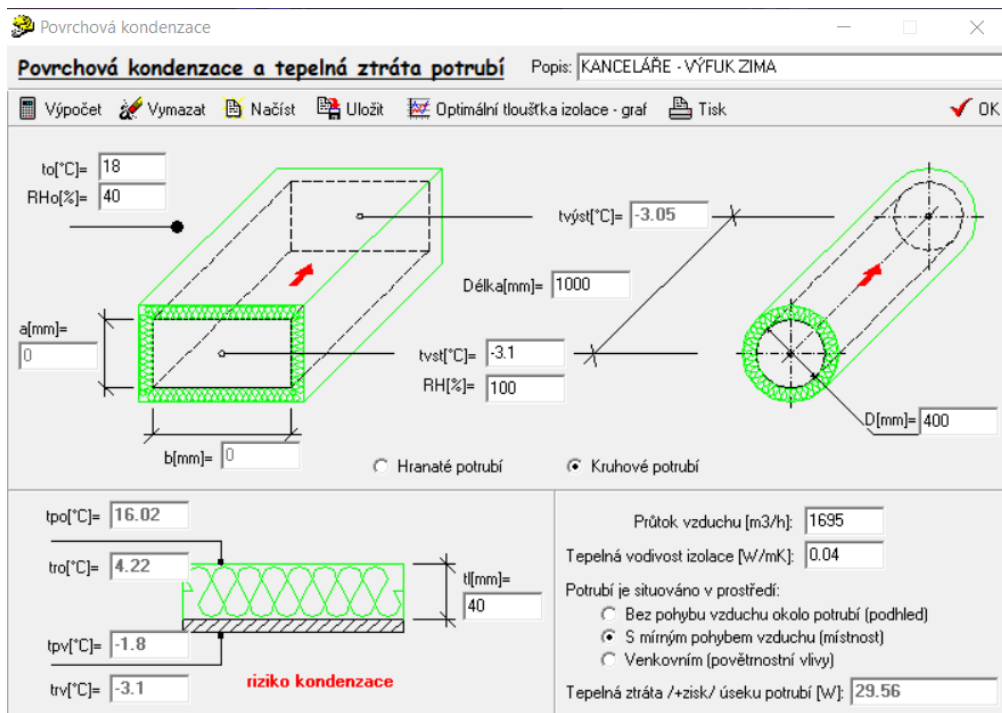 Povrchová kondenzace
Povrchová kondenzace a tepelná ztráta potrubí Popis: KANCELÁŘE - VÝFUK ZIMA
Výpočet Vymazat Načíst Uložit Optimální tloušťka izolace - graf Tisk OK
to[°C]= 18
RHo[%]= 40
tvýst[°C]= -3.05
Délka[mm]= 1000
a[mm]=
0
tvst[°C]= -3.1
RH[%]= 100
D[mm]= 400
b[mm]= 0
Hranaté potrubí Kruhové potrubí
tpo[°C]= 16.02
tro[°C]= 4.22
tl[mm]=
40
tpv[°C]= -1.8
trv[°C]= -3.1
riziko kondenzace
Průtok vzduchu [m3/h]: 1695
Tepelná vodivost izolace [W/mK]: 0.04
Potrubí je situováno v prostředí:
Bez pohybu vzduchu okolo potrubí (podhled)
S mírným pohybem vzduchu (místnost)
Venkovním (povětrnostní vlivy)
Tepelná ztráta /+zisk/ úseku potrubí [W]: 29.56